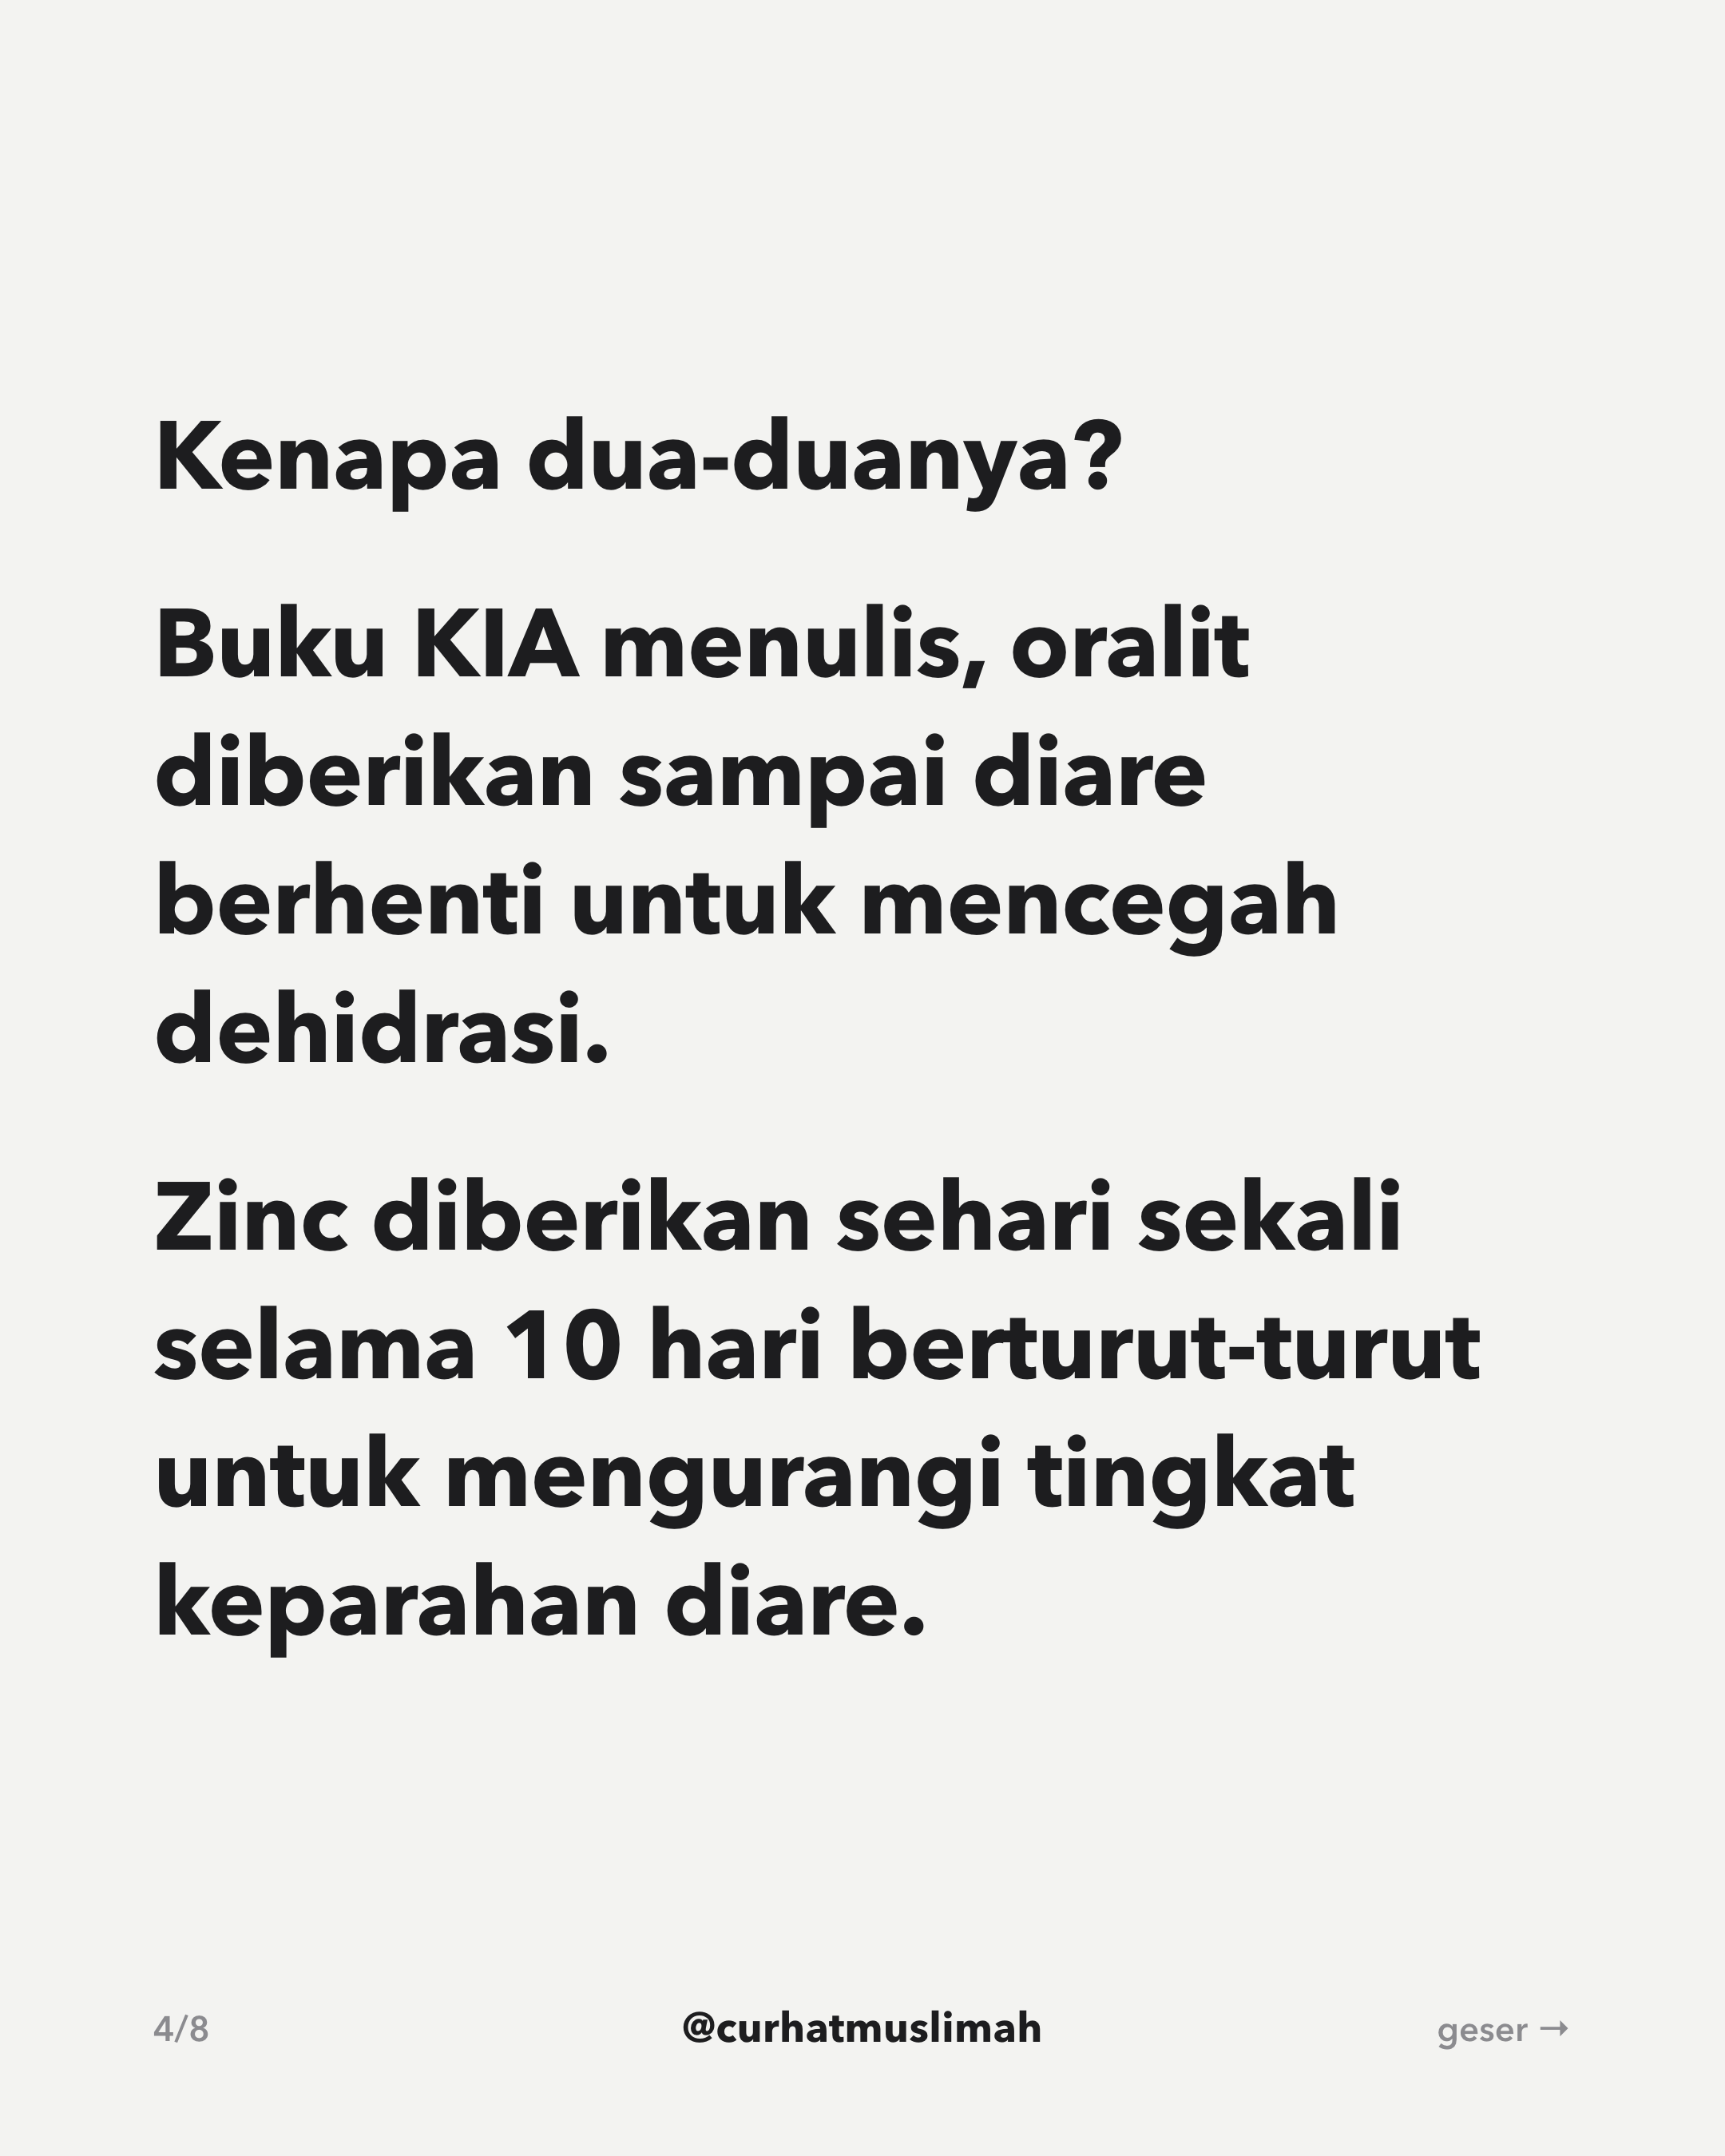 Kenapa dua-duanya?
Buku KIA menulis, oralit
diberikan sampai diare
berhenti untuk mencegah
dehidrasi.
Zinc diberikan sehari sekali
selama 10 hari berturut-turut
untuk mengurangi tingkat
keparahan diare.
4/8
@curhatmuslimah
geser →